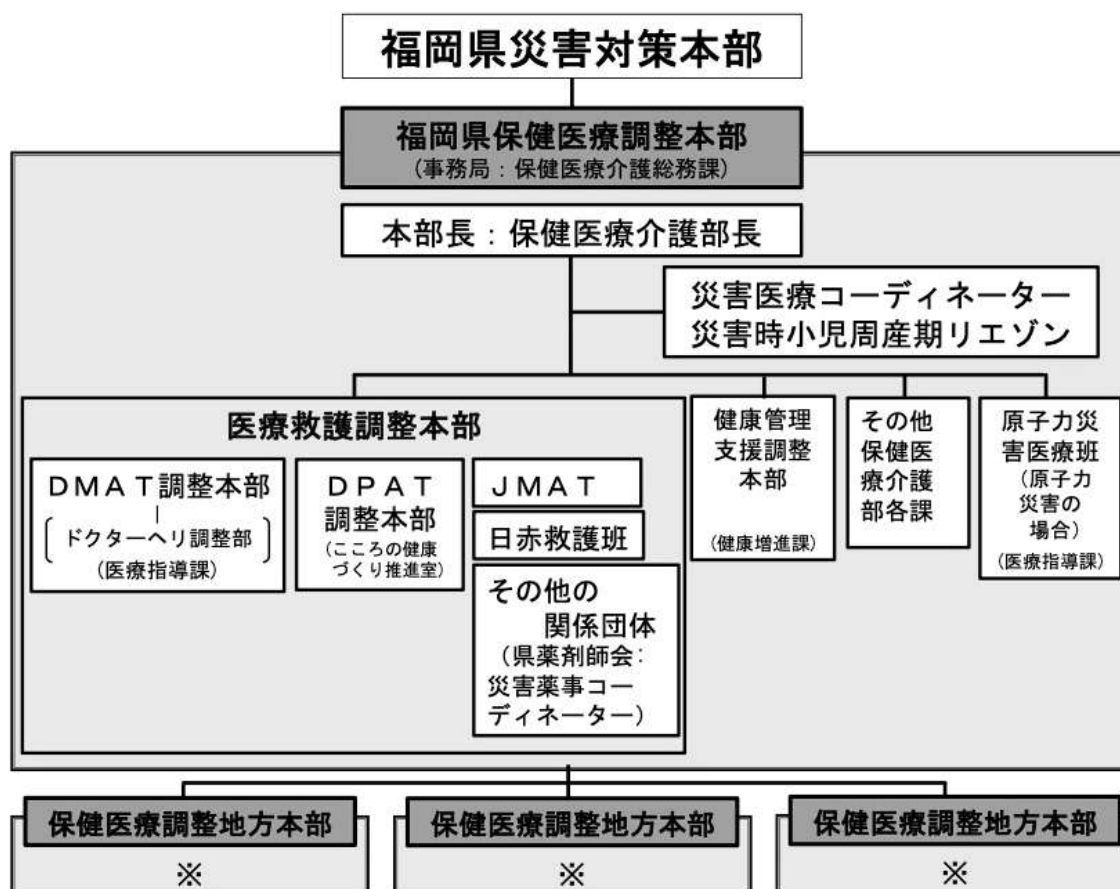 福岡県災害対策本部
福岡県保健医療調整本部
(事務局：保健医療介護総務課)
本部長：保健医療介護部長
災害医療コーディネーター
災害時小児周産期リエゾン
医療救護調整本部
ＤＭＡＴ調整本部
ドクターヘリ調整部
(医療指導課)
ＤＰＡＴ
調整本部
(こころの健康
づくり推進室)
ＪＭＡＴ
日赤救護班
その他の
関係団体
(県薬剤師会：
災害薬事コー
ディネーター)
健康管理
支援調整
本部
(健康増進課)
その他
保健医
療介護
部各課
原子力災
害医療班
(原子力
災害の
場合)
(医療指導課)
保健医療調整地方本部
※
保健医療調整地方本部
※
保健医療調整地方本部
※